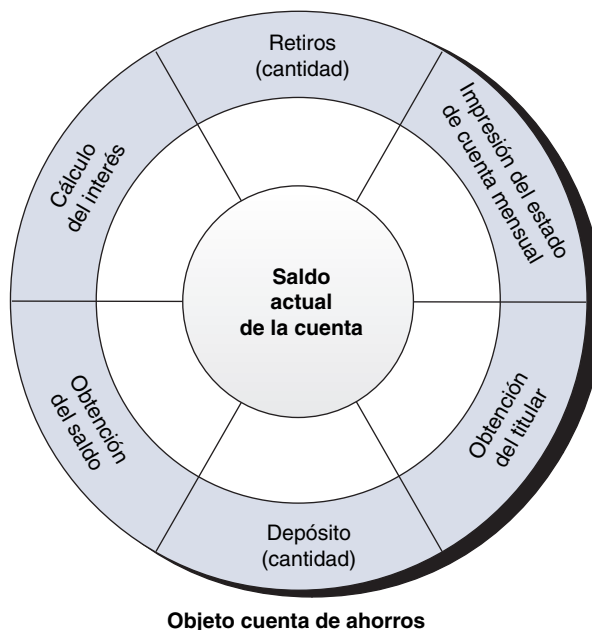 Retiros
(cantidad)
Impresión del estado
de cuenta mensual
Cálculo
del interés
Saldo
actual
de la cuenta
Obtención
del saldo
Obtención
del titular
Depósito
(cantidad)
Objeto cuenta de ahorros